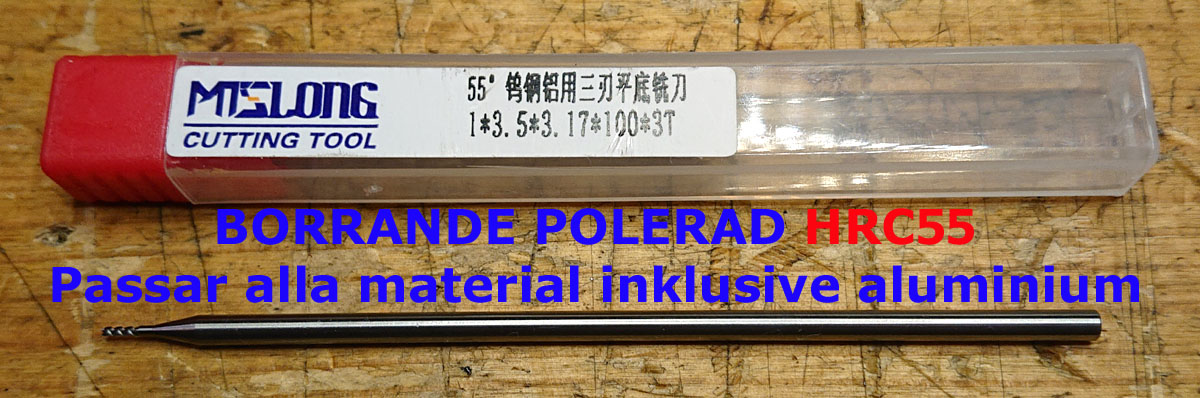 MTSLONG
CUTTING TOOL
55° 钨钢铝用三刃平底铣刀
1*3.5*3.17*100*3T
BORRANDE POLERAD HRC55
Passar alla material inklusive aluminium